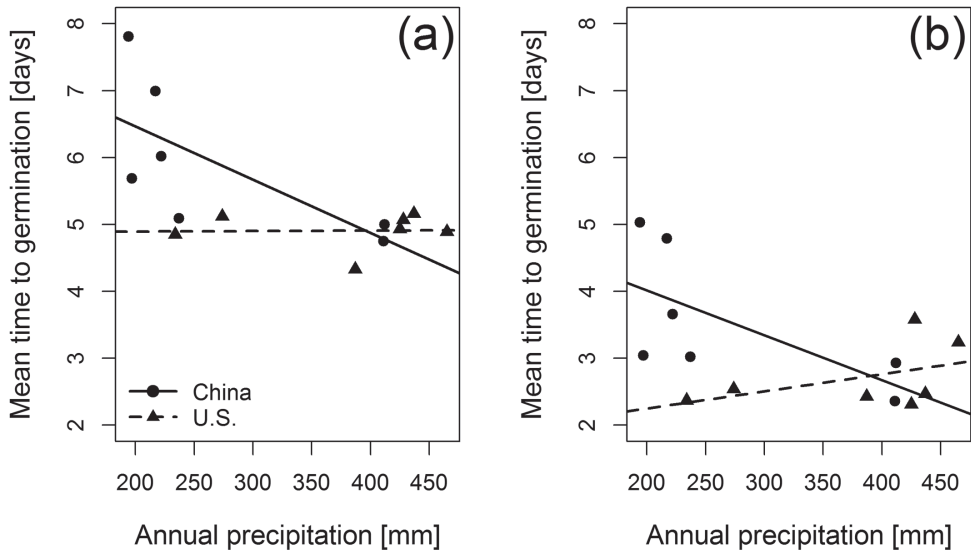 (a)
Mean time to germination [days]
8
7
6
5
4
3
2
China
U.S.
200 250 300 350 400 450
Annual precipitation [mm]
(b)
Mean time to germination [days]
8
7
6
5
4
3
2
200 250 300 350 400 450
Annual precipitation [mm]